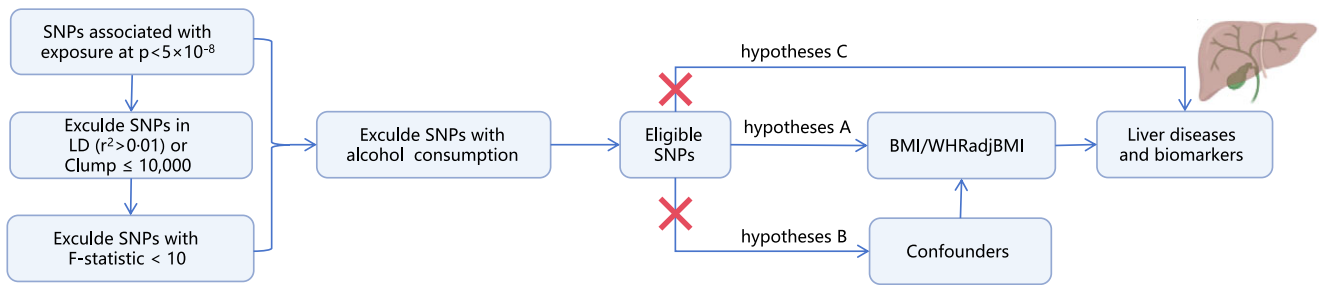 SNPs associated with
exposure at p<5×10⁻⁸
Exculde SNPs in
LD (r²>0·01) or
Clump ≤ 10,000
Exculde SNPs with
F-statistic < 10
Exculde SNPs with
alcohol consumption
Eligible
SNPs
hypotheses C
hypotheses A
hypotheses B
BMI/WHRadjBMI
Confounders
Liver diseases
and biomarkers